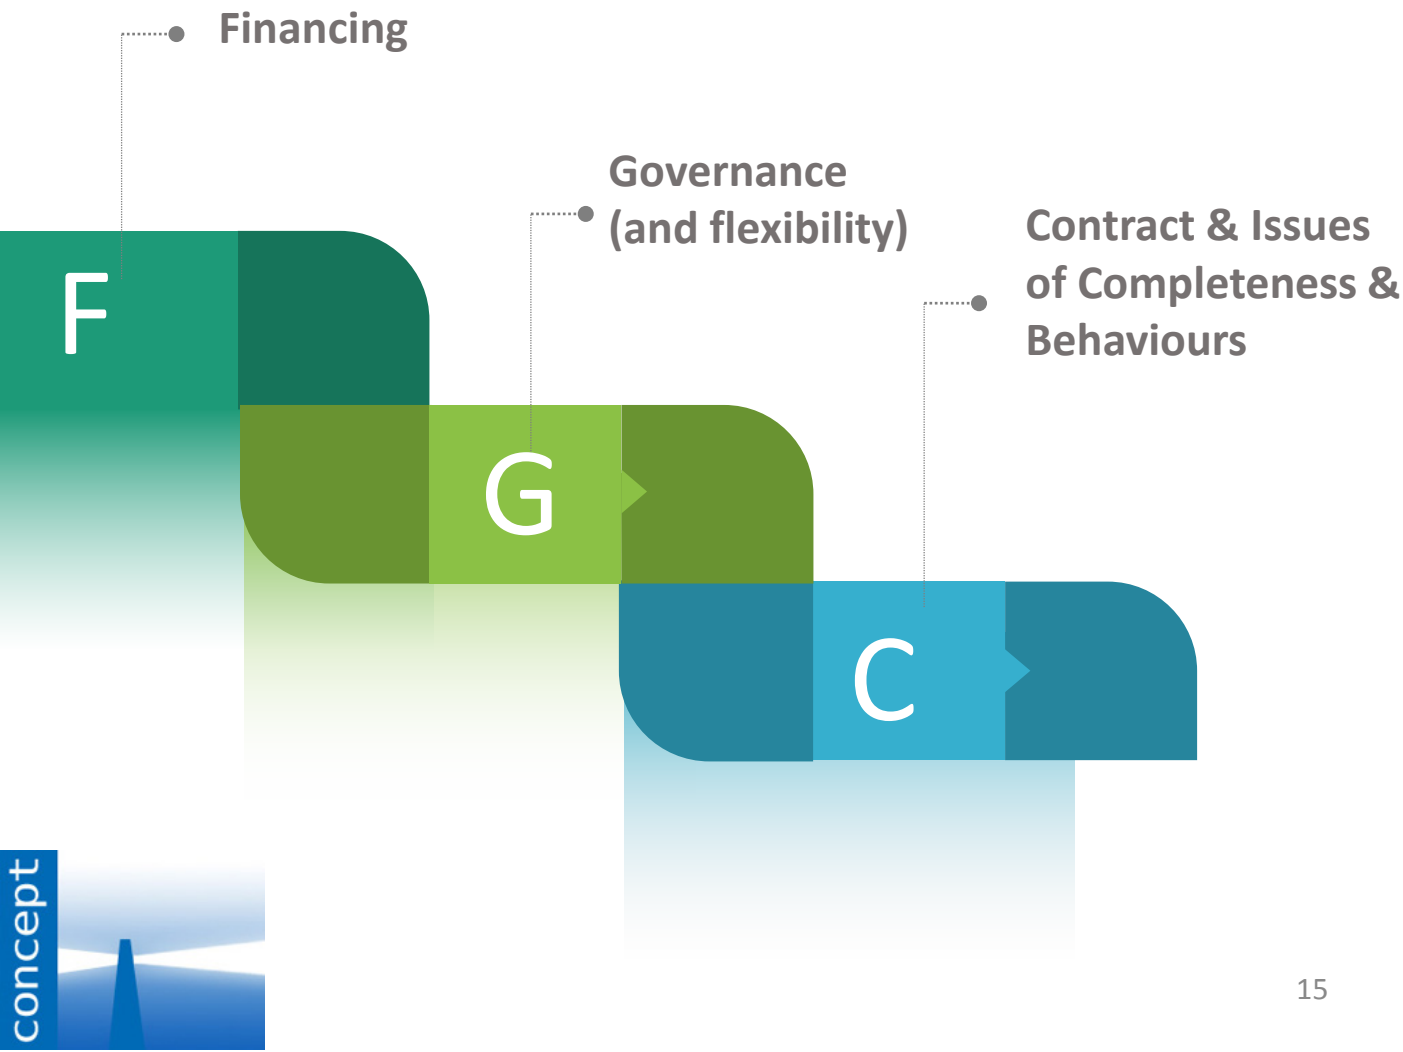 Financing
Governance
(and flexibility)
Contract & Issues
of Completeness &
Behaviours
F
G
C
concept
15